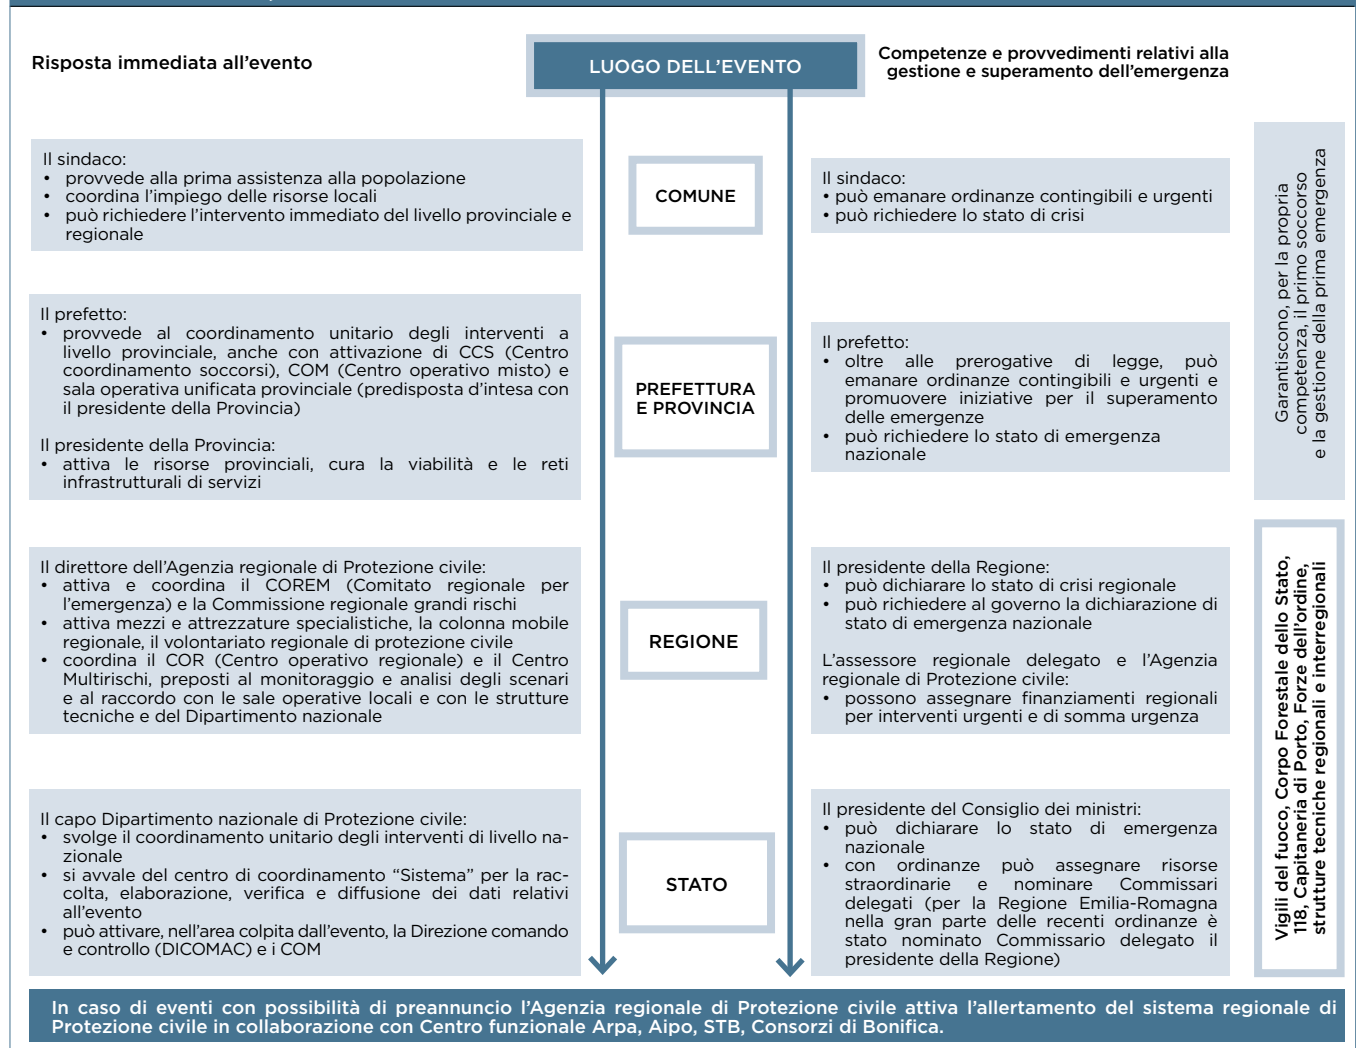 Risposta immediata all'evento
LUOGO DELL'EVENTO
Competenze e provvedimenti relativi alla
gestione e superamento dell'emergenza
Il sindaco:
• provvede alla prima assistenza alla popolazione
• coordina l'impiego delle risorse locali
• può richiedere l'intervento immediato del livello provinciale e
regionale
COMUNE
Il sindaco:
• può emanare ordinanze contingibili e urgenti
• può richiedere lo stato di crisi
Il prefetto:
• provvede al coordinamento unitario degli interventi a
livello provinciale, anche con attivazione di CCS (Centro
coordinamento soccorsi), COM (Centro operativo misto) e
sala operativa unificata provinciale (predisposta d'intesa con
il presidente della Provincia)
Il presidente della Provincia:
• attiva le risorse provinciali, cura la viabilità e le reti
infrastrutturali di servizi
PREFETTURA
E PROVINCIA
Il prefetto:
• oltre alle prerogative di legge, può
emanare ordinanze contingibili e urgenti e
promuovere iniziative per il superamento
delle emergenze
• può richiedere lo stato di emergenza
nazionale
Garantiscono, per la propria
competenza, il primo soccorso
e la gestione della prima emergenza
Il direttore dell'Agenzia regionale di Protezione civile:
• attiva e coordina il COREM (Comitato regionale per
l'emergenza) e la Commissione regionale grandi rischi
• attiva mezzi e attrezzature specialistiche, la colonna mobile
regionale, il volontariato regionale di protezione civile
• coordina il COR (Centro operativo regionale) e il Centro
Multirischi, preposti al monitoraggio e analisi degli scenari
e al raccordo con le sale operative locali e con le strutture
tecniche e del Dipartimento nazionale
REGIONE
Il presidente della Regione:
• può dichiarare lo stato di crisi regionale
• può richiedere al governo la dichiarazione di
stato di emergenza nazionale
L'assessore regionale delegato e l'Agenzia
regionale di Protezione civile:
• possono assegnare finanziamenti regionali
per interventi urgenti e di somma urgenza
Il capo Dipartimento nazionale di Protezione civile:
• svolge il coordinamento unitario degli interventi di livello na-
zionale
• si avvale del centro di coordinamento “Sistema” per la rac-
colta, elaborazione, verifica e diffusione dei dati relativi
all'evento
• può attivare, nell'area colpita dall'evento, la Direzione comando
e controllo (DICOMAC) e i COM
STATO
Il presidente del Consiglio dei ministri:
• può dichiarare lo stato di emergenza
nazionale
• con ordinanze può assegnare risorse
straordinarie e nominare Commissari
delegati (per la Regione Emilia-Romagna
nella gran parte delle recenti ordinanze è
stato nominato Commissario delegato il
presidente della Regione)
Vigili del fuoco, Corpo Forestale dello Stato,
118, Capitaneria di Porto, Forze dell'ordine,
strutture tecniche regionali e interregionali
In caso di eventi con possibilità di preannuncio l'Agenzia regionale di Protezione civile attiva l'allertamento del sistema regionale di
Protezione civile in collaborazione con Centro funzionale Arpa, Aipo, STB, Consorzi di Bonifica.